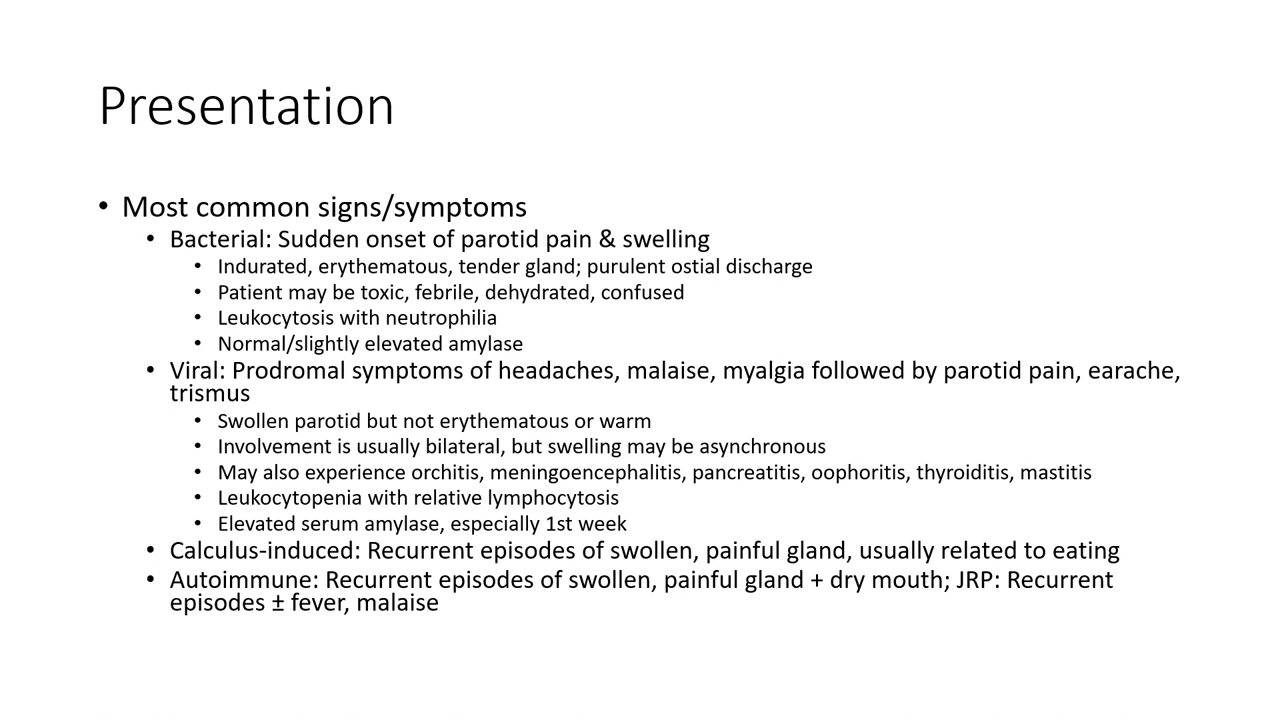 Presentation
• Most common signs/symptoms
• Bacterial: Sudden onset of parotid pain & swelling
• Indurated, erythematous, tender gland; purulent ostial discharge
• Patient may be toxic, febrile, dehydrated, confused
• Leukocytosis with neutrophilia
• Normal/slightly elevated amylase
• Viral: Prodromal symptoms of headaches, malaise, myalgia followed by parotid pain, earache,
trismus
• Swollen parotid but not erythematous or warm
• Involvement is usually bilateral, but swelling may be asynchronous
• May also experience orchitis, meningoencephalitis, pancreatitis, oophoritis, thyroiditis, mastitis
• Leukocytopenia with relative lymphocytosis
• Elevated serum amylase, especially 1st week
• Calculus-induced: Recurrent episodes of swollen, painful gland, usually related to eating
• Autoimmune: Recurrent episodes of swollen, painful gland + dry mouth; JRP: Recurrent
episodes ± fever, malaise